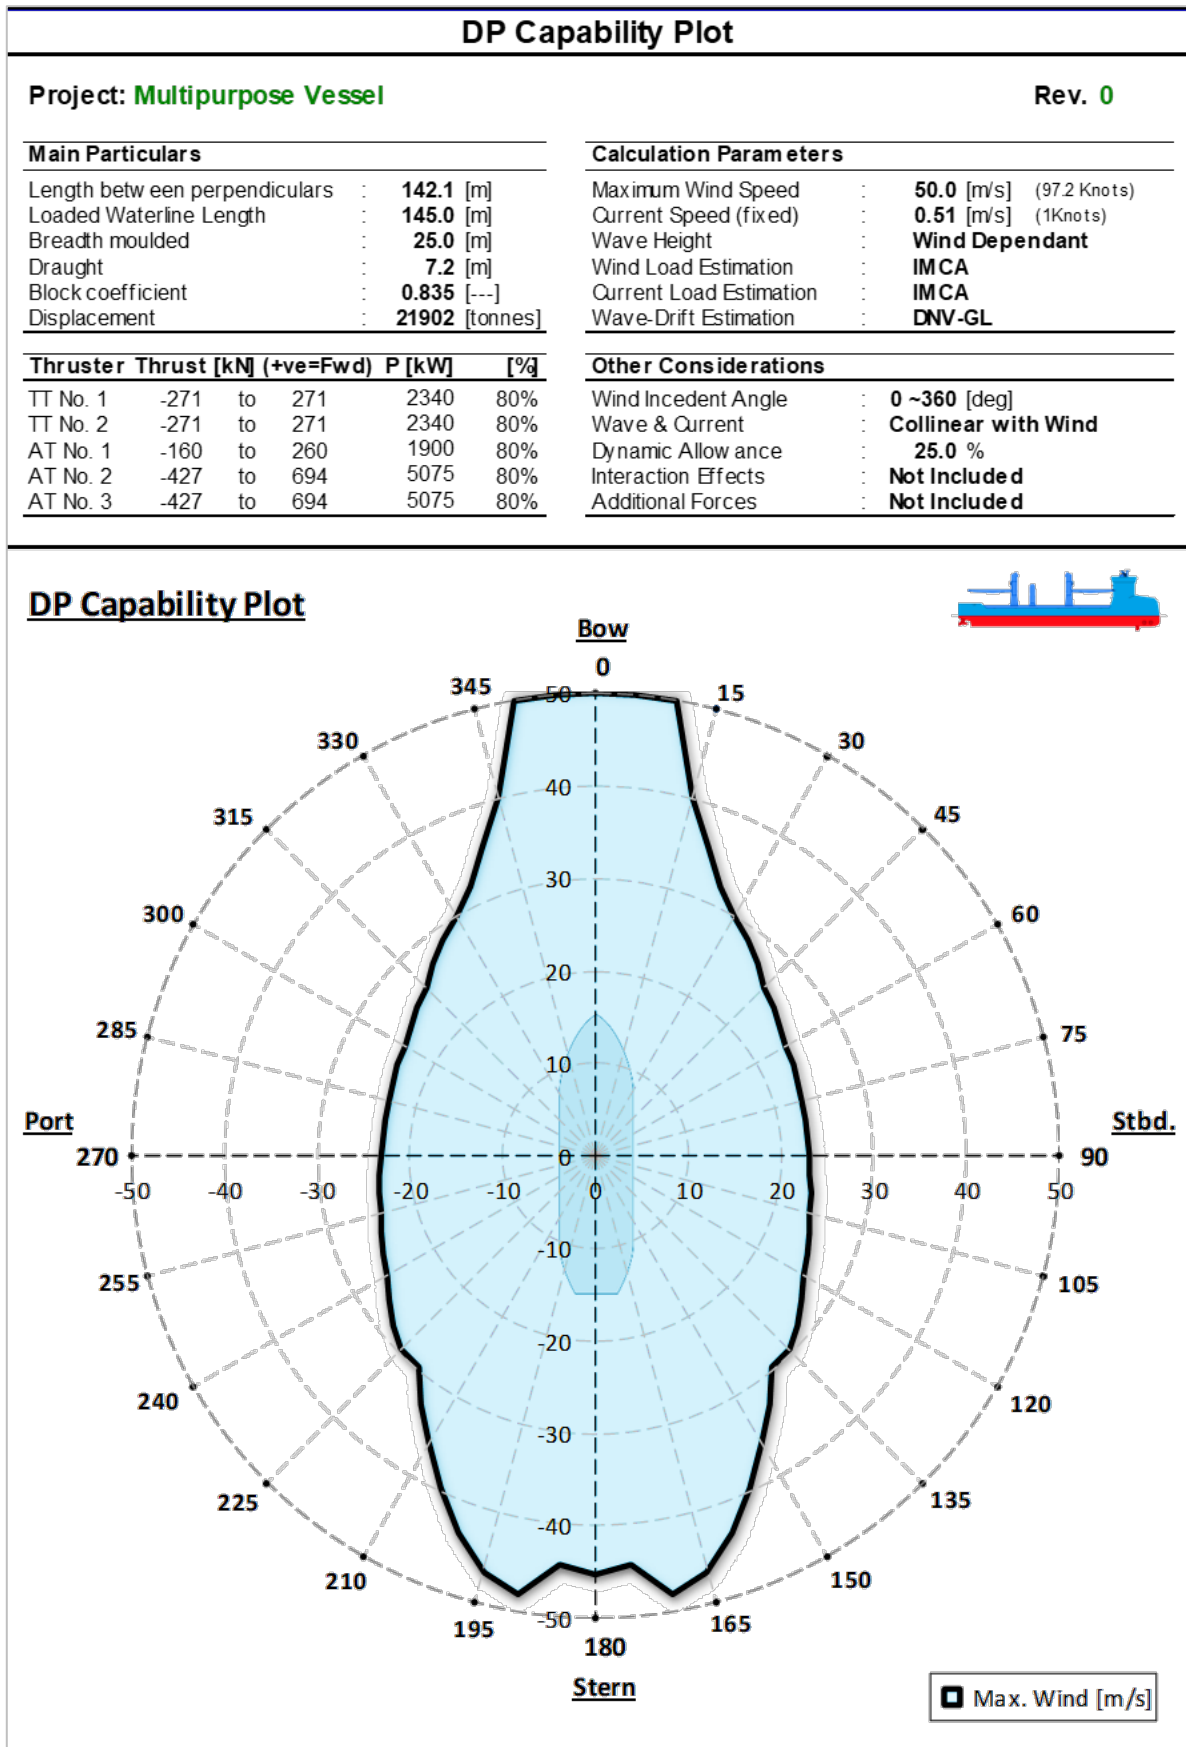 DP Capability Plot
Project: Multipurpose Vessel
Rev. 0
Main Particulars
Length between perpendiculars : 142.1 [m]
Loaded Waterline Length : 145.0 [m]
Breadth moulded : 25.0 [m]
Draught : 7.2 [m]
Block coefficient : 0.835 [---]
Displacement : 21902 [tonnes]
Calculation Parameters
Maximum Wind Speed : 50.0 [m/s] (97.2 Knots)
Current Speed (fixed) : 0.51 [m/s] (1Knots)
Wave Height : Wind Dependant
Wind Load Estimation : IMCA
Current Load Estimation : IMCA
Wave-Drift Estimation : DNV-GL
Thruster Thrust [kN] (+ve=Fwd) P [kW] [%]
TT No. 1 -271 to 271 2340 80%
TT No. 2 -271 to 271 2340 80%
AT No. 1 -160 to 260 1900 80%
AT No. 2 -427 to 694 5075 80%
AT No. 3 -427 to 694 5075 80%
Other Considerations
Wind Incedent Angle : 0 ~360 [deg]
Wave & Current : Collinear with Wind
Dynamic Allowance : 25.0 %
Interaction Effects : Not Included
Additional Forces : Not Included
DP Capability Plot
Bow
0
345
50
15
330
30
40
315
45
30
300
60
20
285
75
10
Port
Stbd.
270
0
90
-50 -40 -30 -20 -10 0 10 20 30 40 50
-10
255
105
-20
240
120
-30
225
135
-40
210
150
195
-50
165
180
Stern
Max. Wind [m/s]